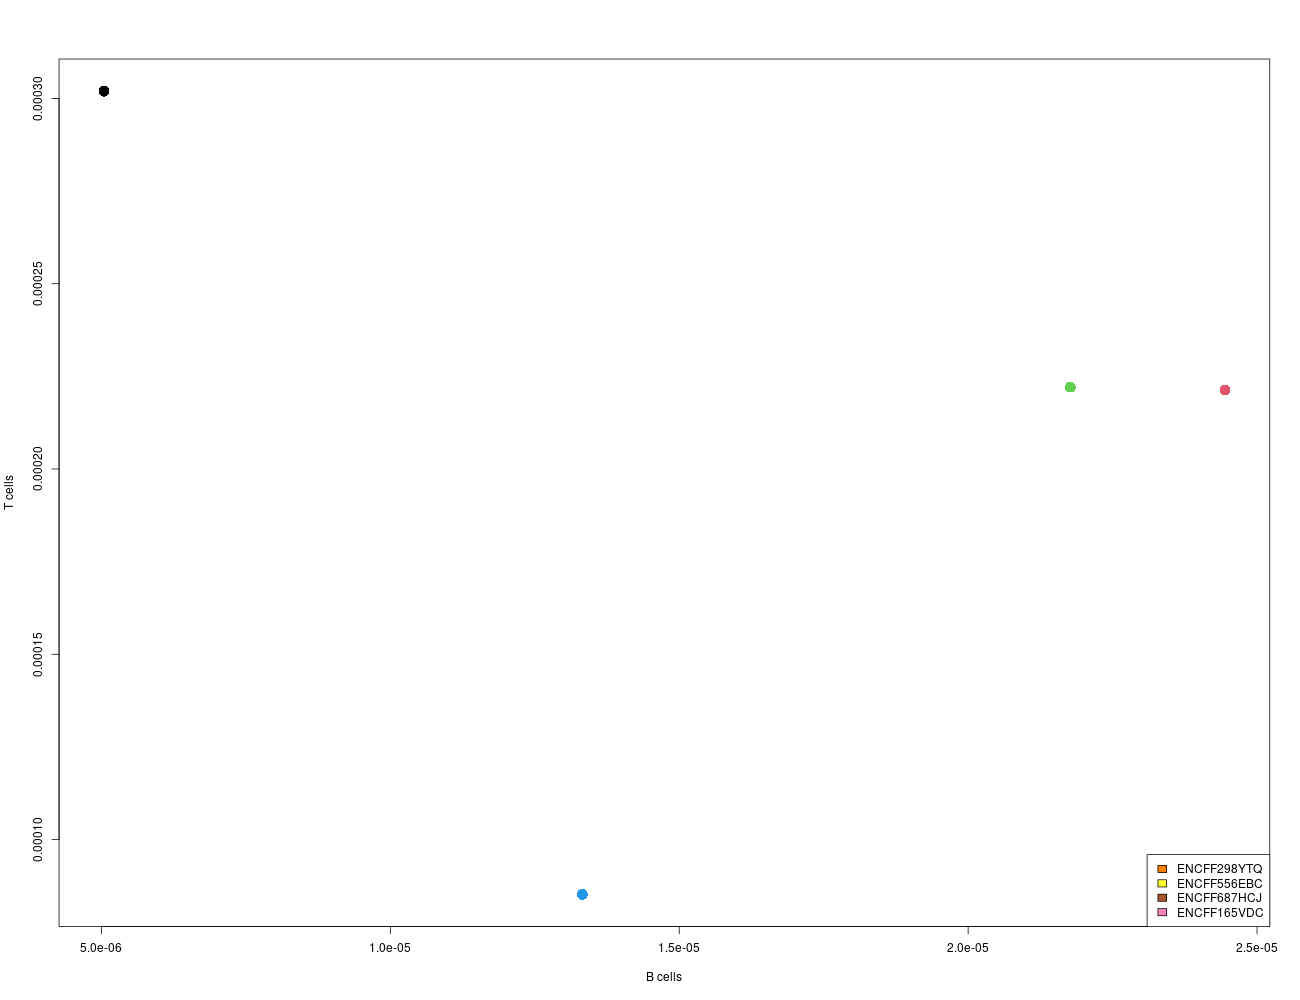 0.00030
0.00025
0.00020
0.00015
0.00010
T cells
5.0e-06
1.0e-05
1.5e-05
2.0e-05
2.5e-05
B cells
ENCFF298YTQ
ENCFF556EBC
ENCFF687HCJ
ENCFF165VDC